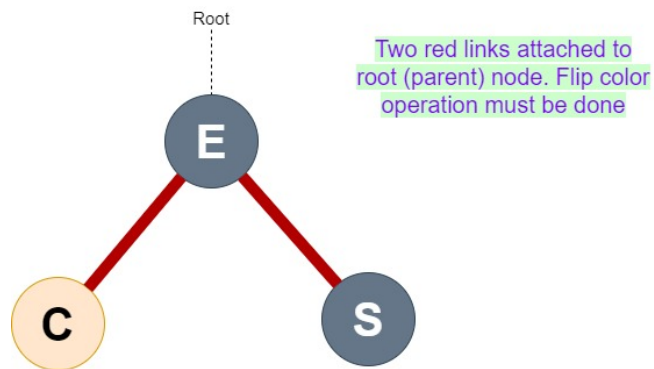 Root
Two red links attached to
root (parent) node. Flip color
operation must be done
E
C
S